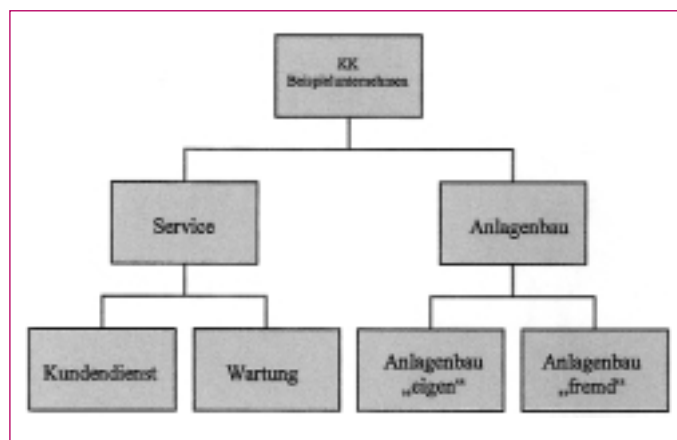 KK
Beispielunternehmen
Service
Anlagenbau
Kundendienst
Wartung
Anlagenbau
„eigen“
Anlagenbau
„fremd“